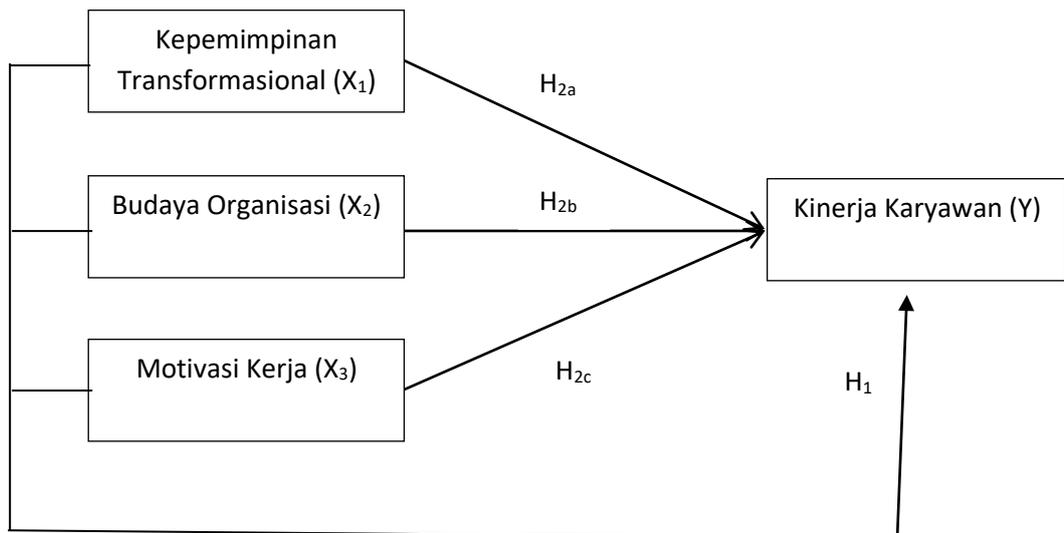 Kepemimpinan
Transformasional (X₁)
H₂ₐ
Budaya Organisasi (X₂)
H₂b
Kinerja Karyawan (Y)
Motivasi Kerja (X₃)
H₂c
H₁